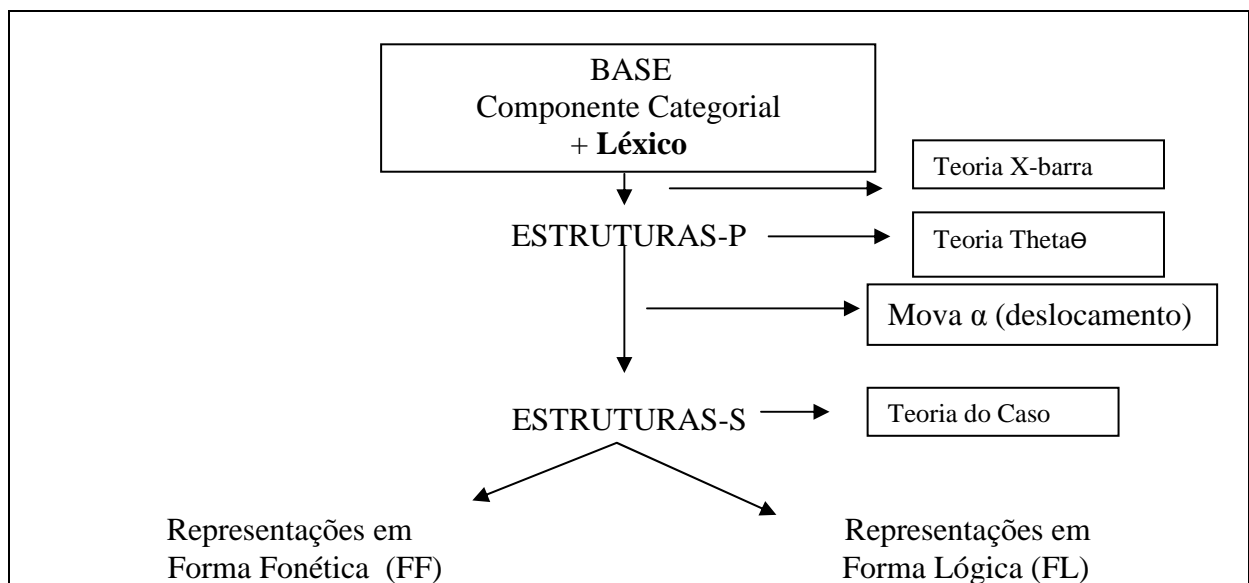 BASE
Componente Categorial
+ Léxico
Teoria X-barra
ESTRUTURAS-P
Teoria Thetaɵ
Mova α (deslocamento)
ESTRUTURAS-S
Teoria do Caso
Representações em
Forma Fonética (FF)
Representações em
Forma Lógica (FL)